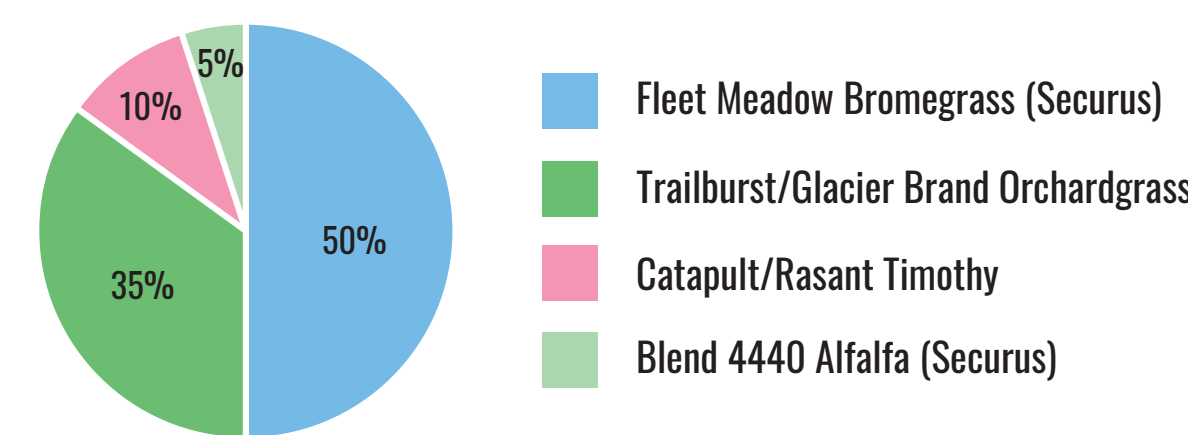 5%
10%
50%
35%
Fleet Meadow Bromegrass (Securus)
Trailburst/Glacier Brand Orchardgrass
Catapult/Rasant Timothy
Blend 4440 Alfalfa (Securus)